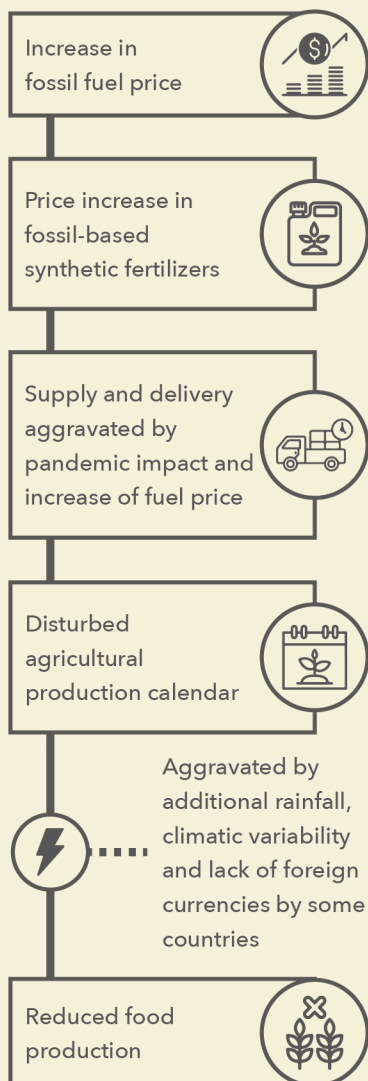 Increase in
fossil fuel price
$
Price increase in
fossil-based
synthetic fertilizers
Supply and delivery
aggravated by
pandemic impact and
increase of fuel price
Disturbed
agricultural
production calendar
Aggravated by
additional rainfall,
climatic variability
and lack of foreign
currencies by some
countries
Reduced food
production